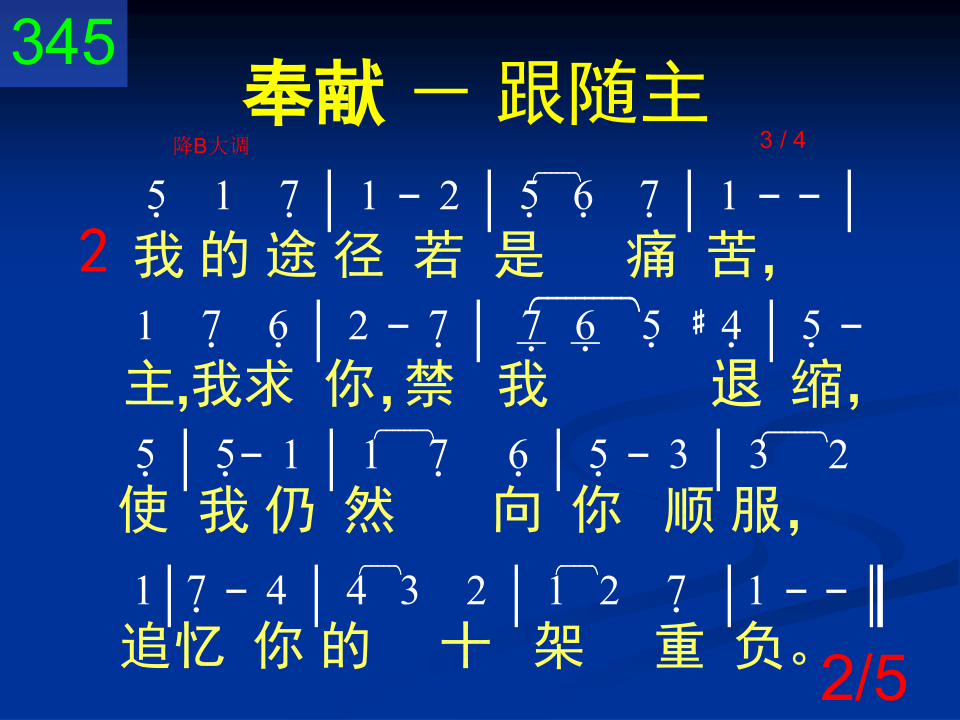 345
奉献 － 跟随主
降B大调 3 / 4
5̣ 1 7̣ | 1 － 2 | 5̣ 6̣ 7̣ | 1 － － |
2 我 的 途 径 若 是 痛 苦,
1 7̣ 6̣ | 2 － 7̣ | 7̣ 6̣ 5̣ ♯4̣ | 5̣ －
主,我求 你,禁 我 退 缩,
5̣ | 5̣ － 1 | 1 7̣ 6̣ | 5̣ － 3 | 3 2
使 我 仍 然 向 你 顺 服,
1 | 7̣ － 4 | 4 3 2 | 1 2 7̣ | 1 － － ‖
追忆 你 的 十 架 重 负。
2/5